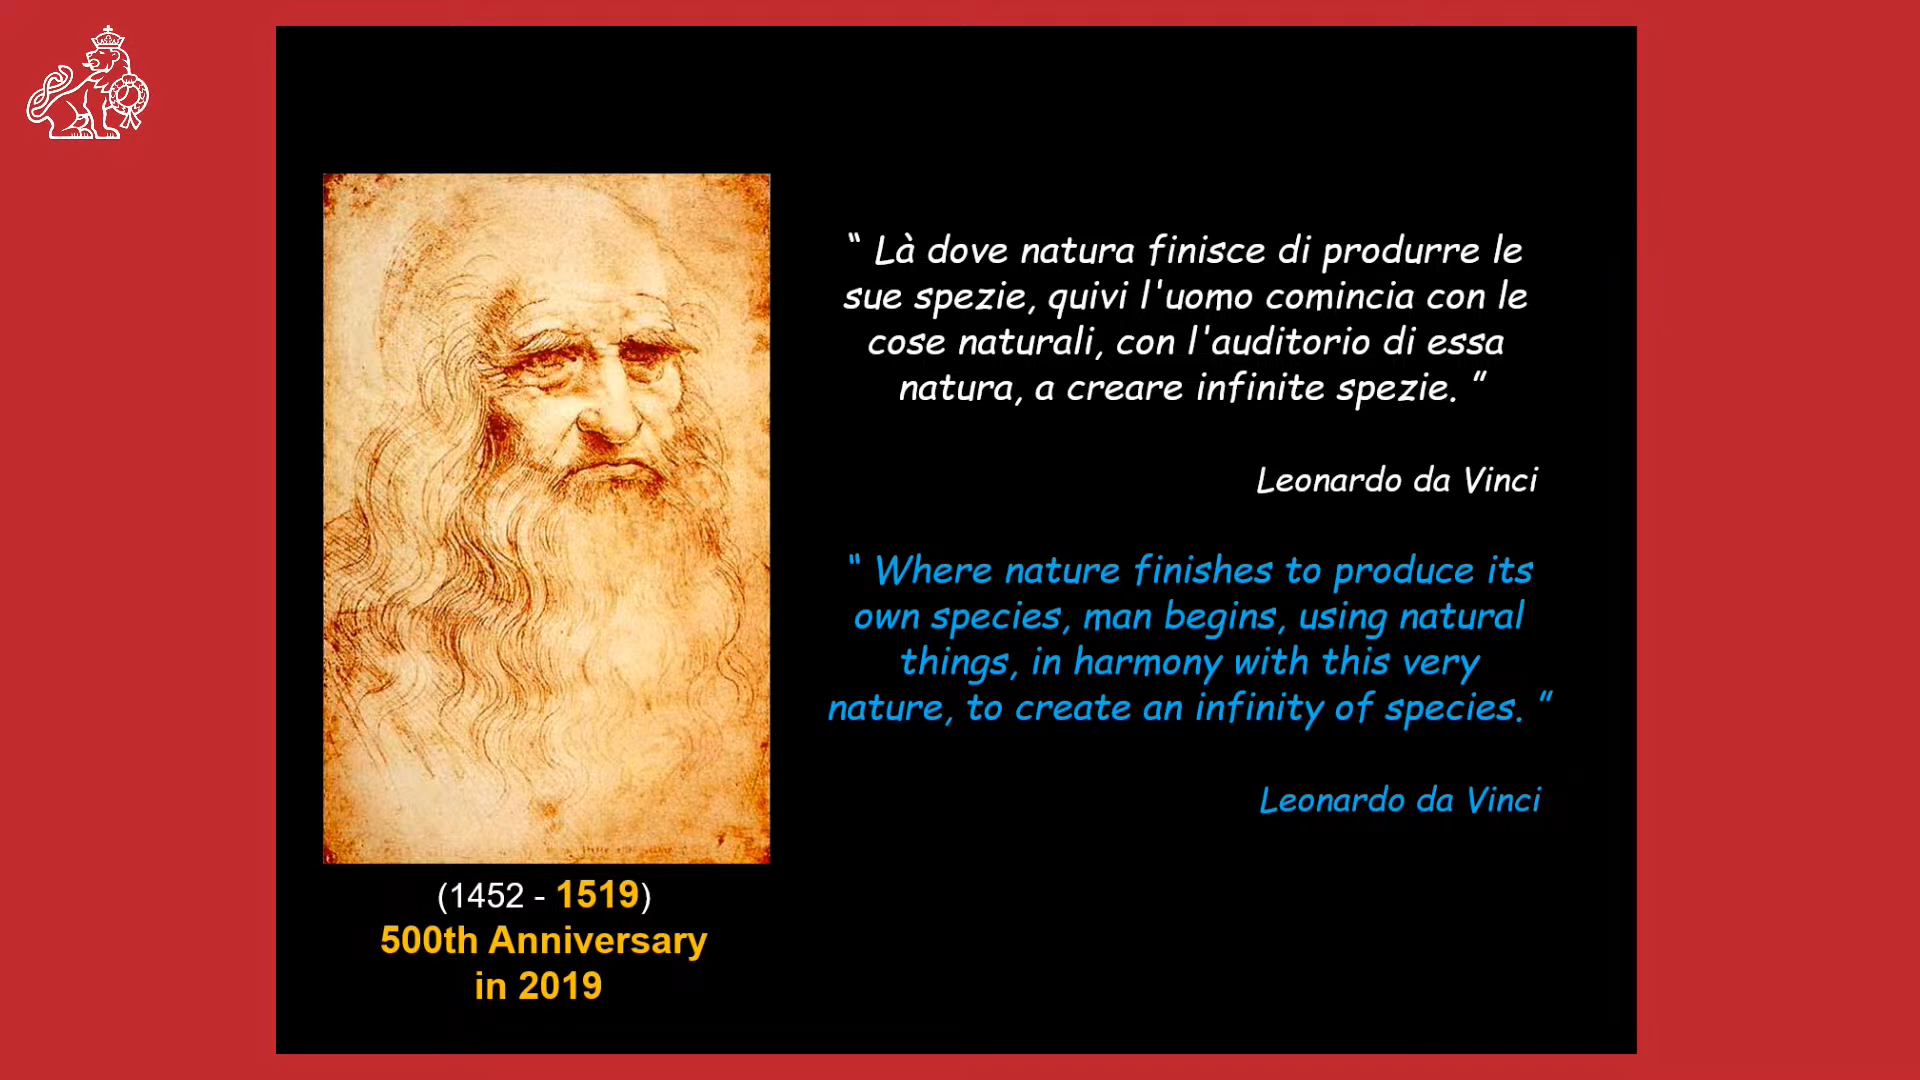 “ Là dove natura finisce di produrre le
sue spezie, quivi l'uomo comincia con le
cose naturali, con l'auditorio di essa
natura, a creare infinite spezie. ”
Leonardo da Vinci
“ Where nature finishes to produce its
own species, man begins, using natural
things, in harmony with this very
nature, to create an infinity of species. ”
Leonardo da Vinci
(1452 - 1519)
500th Anniversary
in 2019